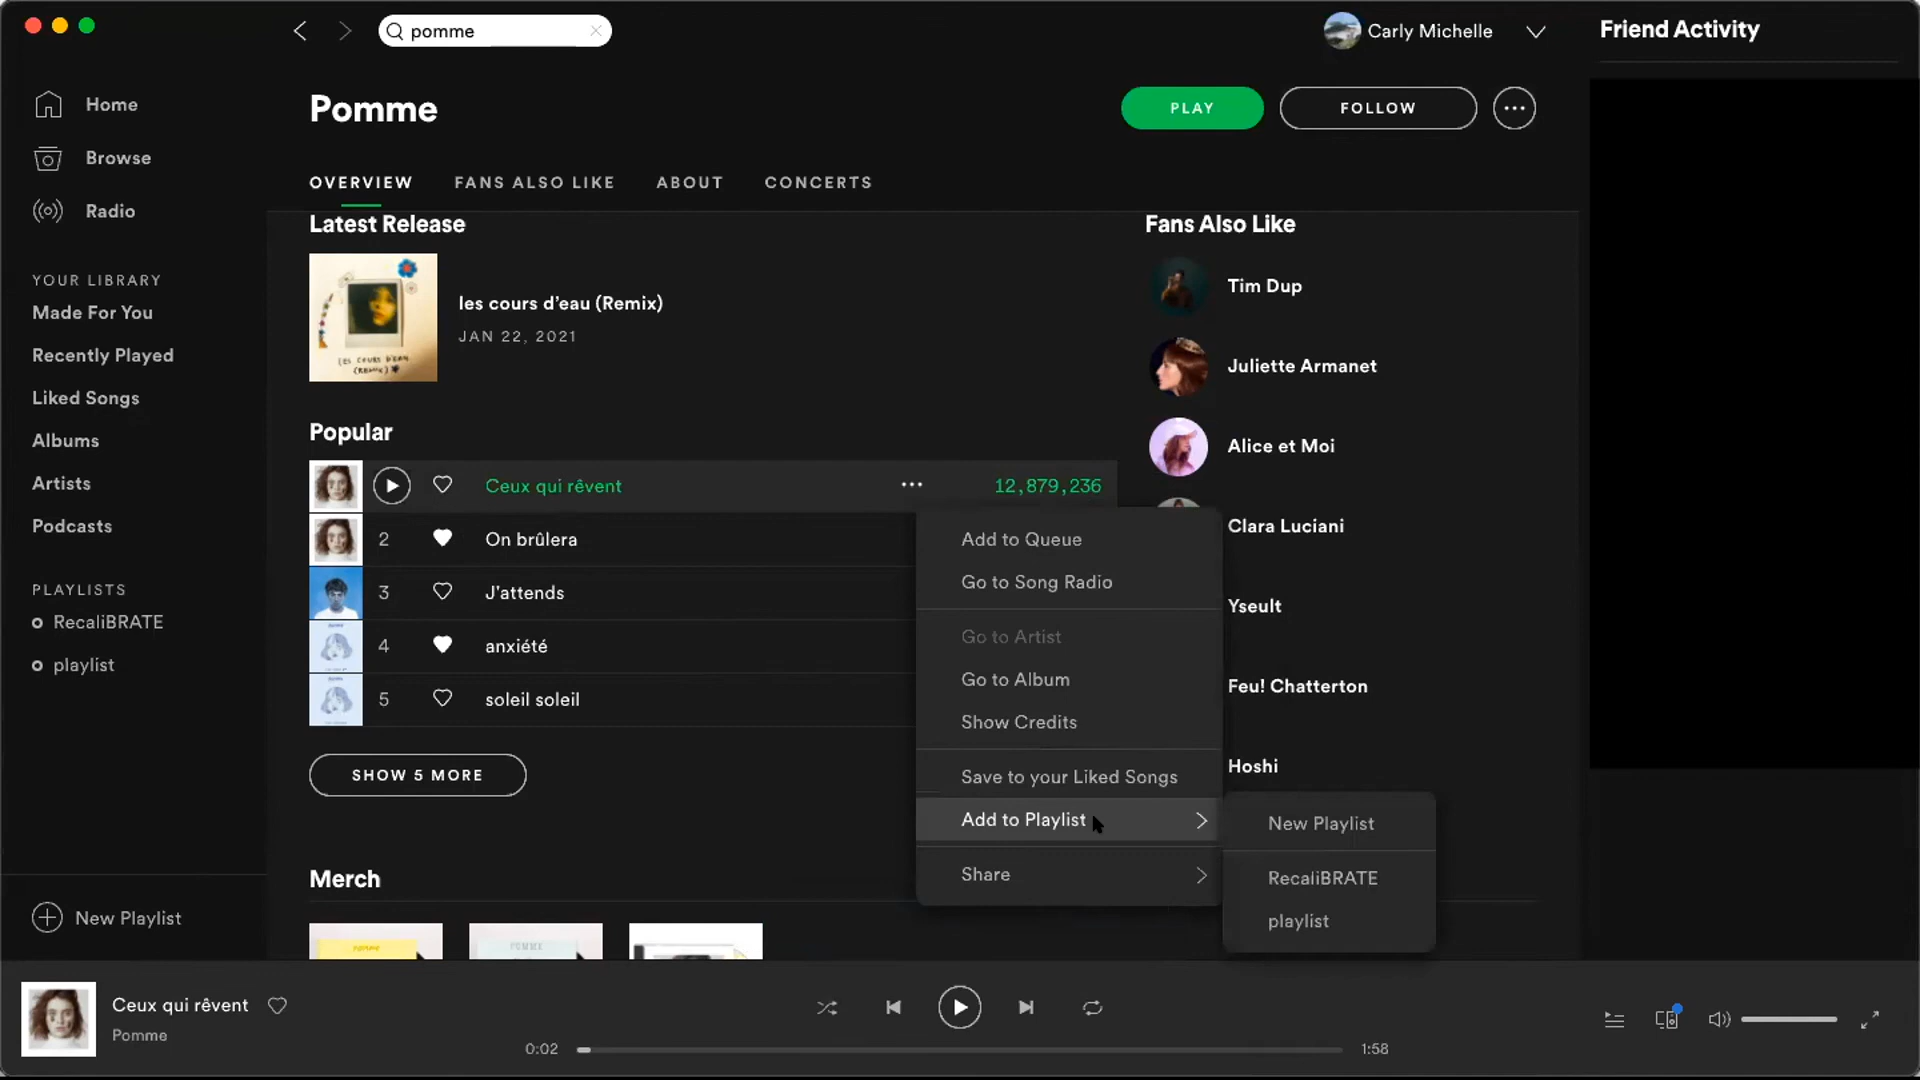 pomme
Carly Michelle
Friend Activity
Home
Browse
Radio
YOUR LIBRARY
Made For You
Recently Played
Liked Songs
Albums
Artists
Podcasts
PLAYLISTS
RecaliBRATE
playlist
New Playlist
Pomme
PLAY
FOLLOW
OVERVIEW
FANS ALSO LIKE
ABOUT
CONCERTS
Latest Release
LES COURS D'EAU
(REMIX)
les cours d'eau (Remix)
JAN 22, 2021
Popular
Ceux qui rêvent
12,879,236
2 On brûlera
3 J'attends
4 anxiété
5 soleil soleil
SHOW 5 MORE
Merch
POMME
POMME
Fans Also Like
Tim Dup
Juliette Armanet
Alice et Moi
Clara Luciani
Yseult
Feu! Chatterton
Hoshi
Add to Queue
Go to Song Radio
Go to Artist
Go to Album
Show Credits
Save to your Liked Songs
Add to Playlist
Share
New Playlist
RecaliBRATE
playlist
Ceux qui rêvent
Pomme
0:02
1:58